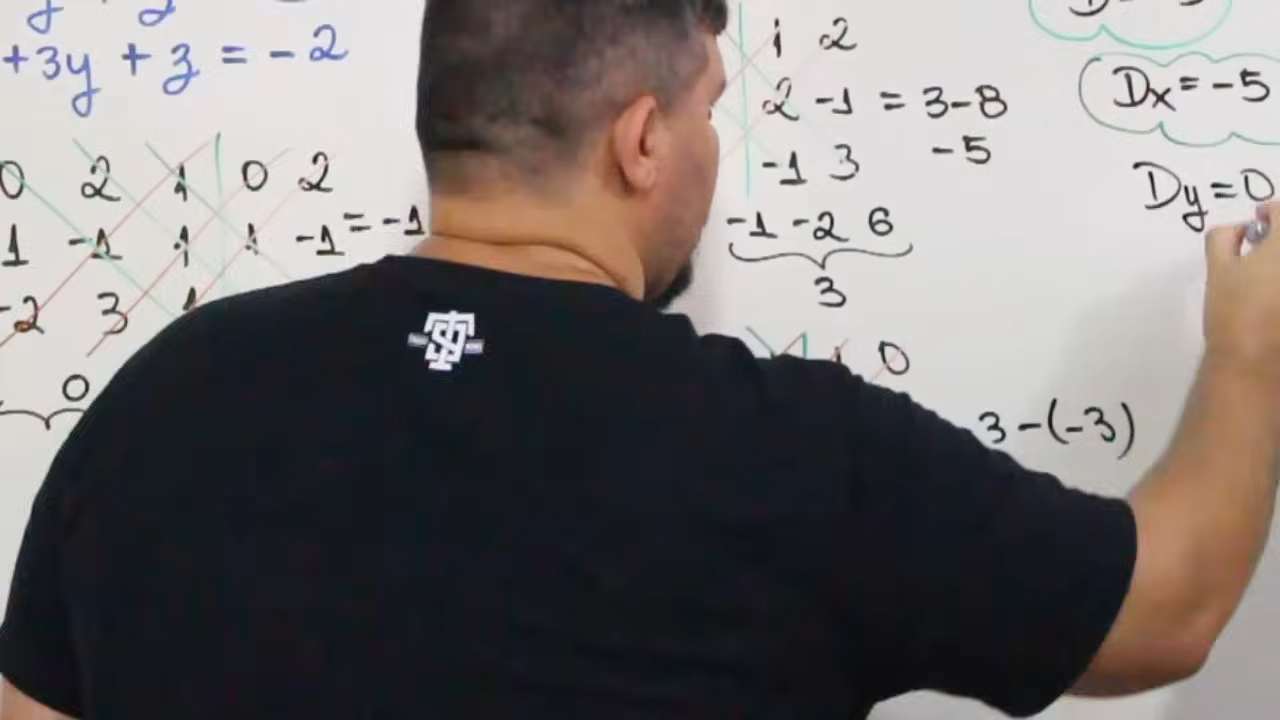 +3y + z = -2
0 2 1 0 2
1 -1 1 1 -1 = -1
-2 3 1
0
1 2
2 -1 = 3-8
-1 3 -5
-1 -2 6
3
1 0
3-(-3)
Dx = -5
Dy = 0